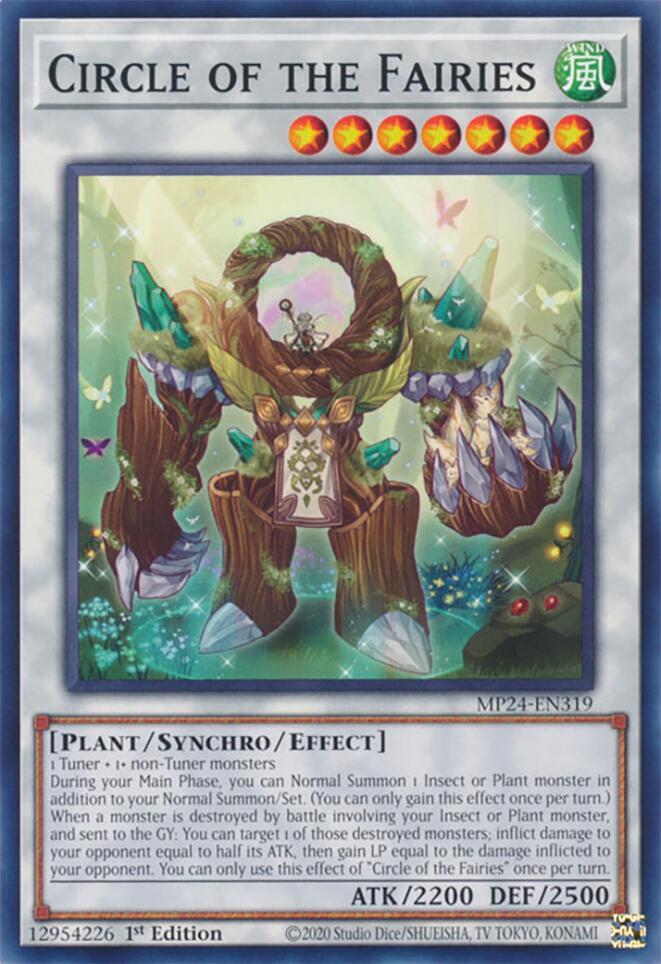 CIRCLE OF THE FAIRIES
WIND
風
MP24-EN319
[PLANT/SYNCHRO/EFFECT]
1 Tuner + 1+ non-Tuner monsters
During your Main Phase, you can Normal Summon 1 Insect or Plant monster in
addition to your Normal Summon/Set. (You can only gain this effect once per turn.)
When a monster is destroyed by battle involving your Insect or Plant monster,
and sent to the GY: You can target 1 of those destroyed monsters; inflict damage to
your opponent equal to half its ATK, then gain LP equal to the damage inflicted to
your opponent. You can only use this effect of "Circle of the Fairies" once per turn.
ATK/2200 DEF/2500
12954226 1st Edition ©2020 Studio Dice/SHUEISHA, TV TOKYO, KONAMI